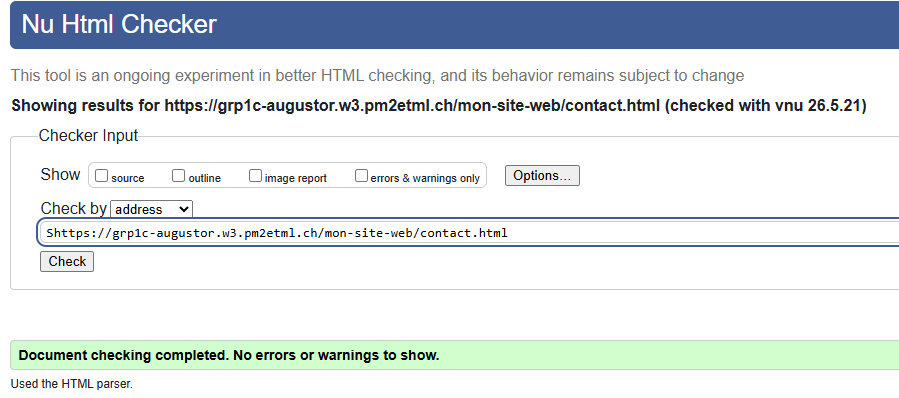 Nu Html Checker
This tool is an ongoing experiment in better HTML checking, and its behavior remains subject to change
Showing results for https://grp1c-augustor.w3.pm2etml.ch/mon-site-web/contact.html (checked with vnu 26.5.21)
Checker Input
Show source outline image report errors & warnings only Options...
Check by address
Shttps://grp1c-augustor.w3.pm2etml.ch/mon-site-web/contact.html
Check
Document checking completed. No errors or warnings to show.
Used the HTML parser.